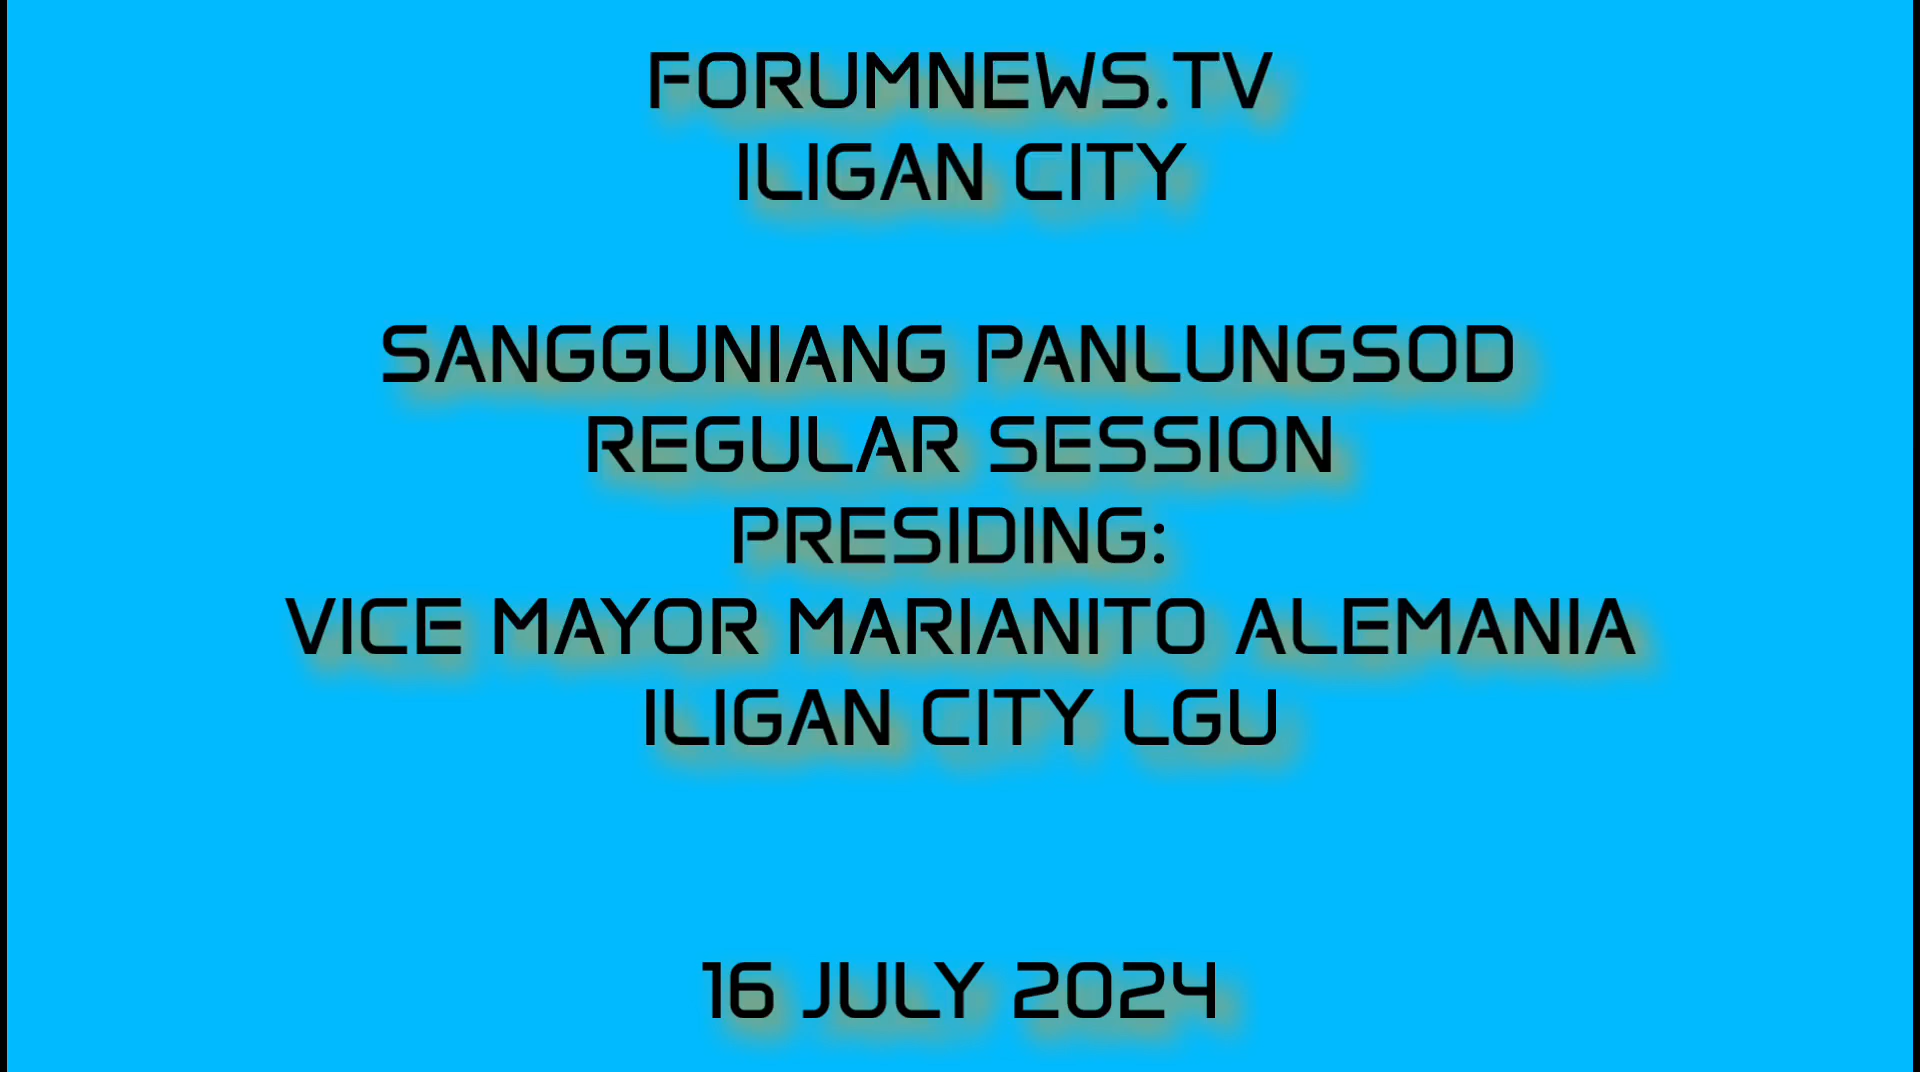 FORUMNEWS.TV
ILIGAN CITY
SANGGUNIANG PANLUNGSOD
REGULAR SESSION
PRESIDING:
VICE MAYOR MARIANITO ALEMANIA
ILIGAN CITY LGU
16 JULY 2024